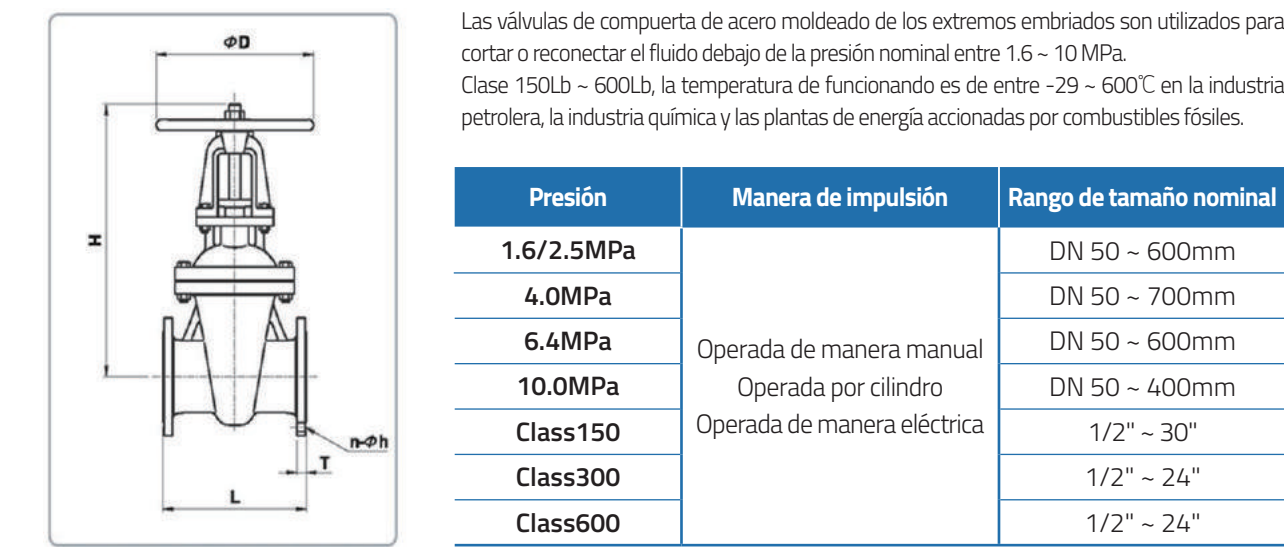 ΦD
H
n-Φh
T
L
Las válvulas de compuerta de acero moldeado de los extremos embriados son utilizados para
cortar o reconectar el fluido debajo de la presión nominal entre 1.6 ~ 10 MPa.
Clase 150Lb ~ 600Lb, la temperatura de funcionando es de entre -29 ~ 600℃ en la industria
petrolera, la industria química y las plantas de energía accionadas por combustibles fósiles.
Presión Manera de impulsión Rango de tamaño nominal
1.6/2.5MPa DN 50 ~ 600mm
4.0MPa DN 50 ~ 700mm
6.4MPa DN 50 ~ 600mm
Operada de manera manual
10.0MPa Operada por cilindro DN 50 ~ 400mm
Operada de manera eléctrica
Class150 1/2" ~ 30"
Class300 1/2" ~ 24"
Class600 1/2" ~ 24"